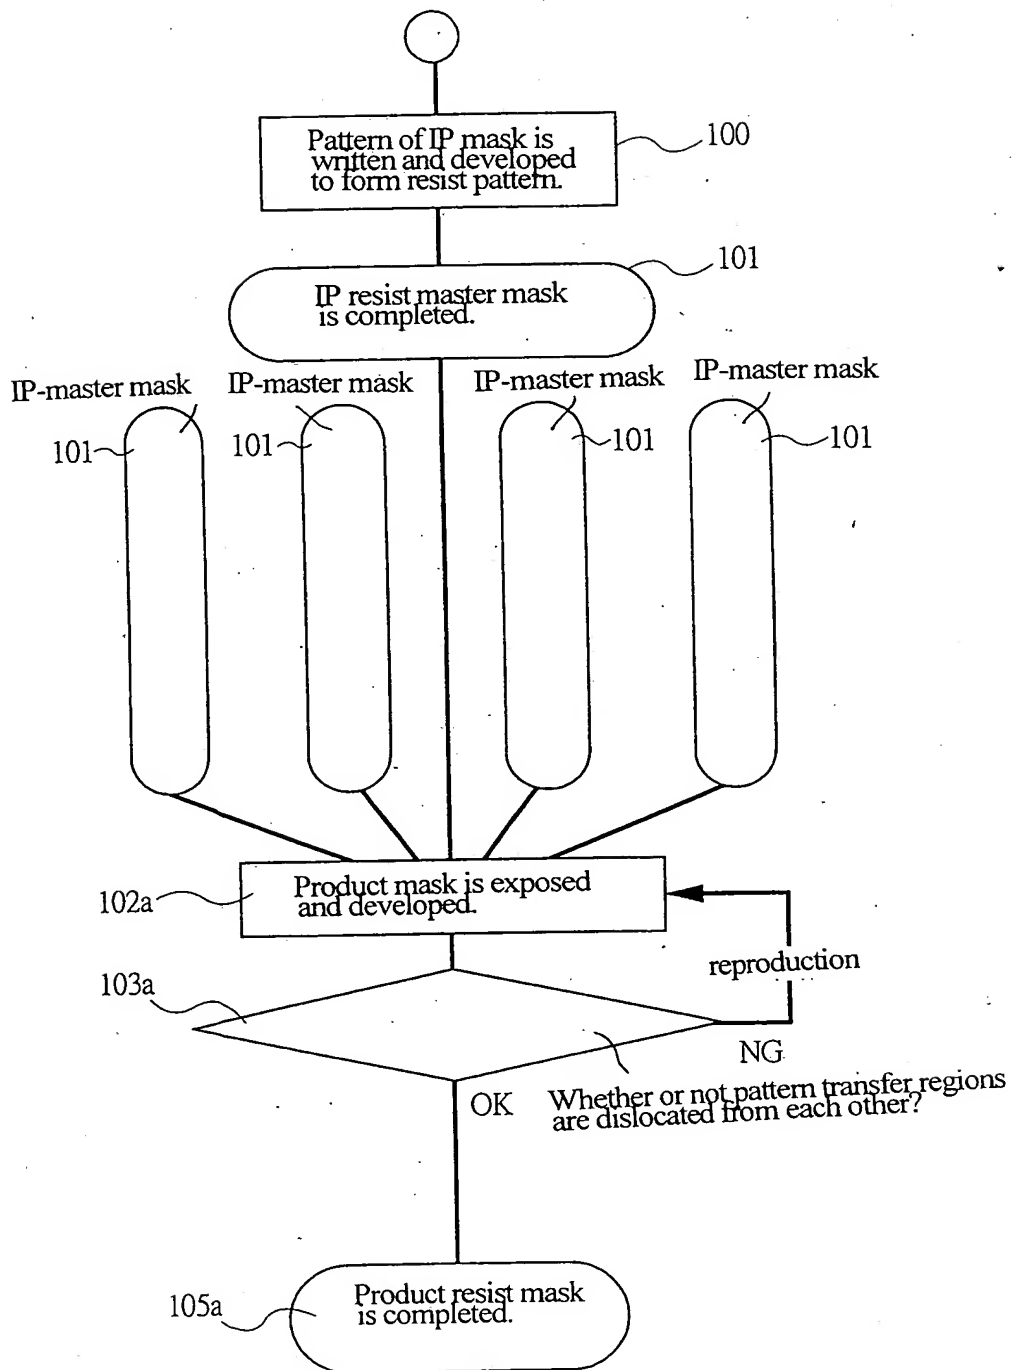 Pattern of IP mask is
written and developed
to form resist pattern.
100
101
IP resist master mask
is completed.
IP-master mask
IP-master mask
IP-master mask
IP-master mask
101
101
101
101
102a
Product mask is exposed
and developed.
reproduction
103a
NG
OK
Whether or not pattern transfer regions
are dislocated from each other?
105a
Product resist mask
is completed.